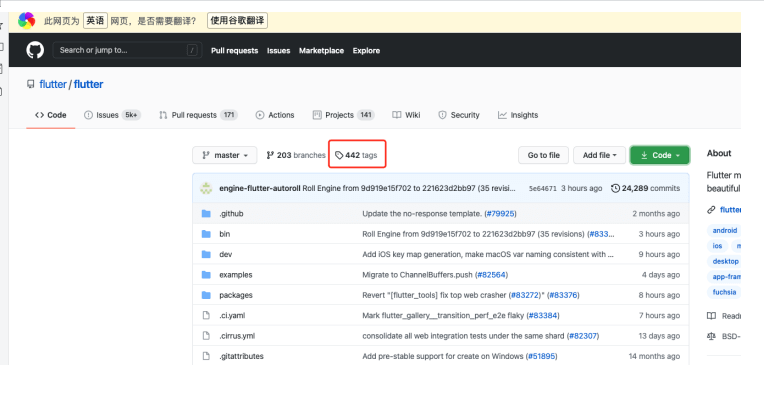 此网页为 英语 网页，是否需要翻译？ 使用谷歌翻译
Search or jump to... / Pull requests Issues Marketplace Explore
flutter / flutter
Code Issues 5k+ Pull requests 171 Actions Projects 141 Wiki Security Insights
master 203 branches 442 tags Go to file Add file Code About
Flutter m
beautiful
engine-flutter-autoroll Roll Engine from 9d919e15f702 to 221623d2bb97 (35 revisi... 5e64671 3 hours ago 24,289 commits
flutter
.github Update the no-response template. (#79925) 2 months ago
android
bin Roll Engine from 9d919e15f702 to 221623d2bb97 (35 revisions) (#833... 3 hours ago
ios
dev Add iOS key map generation, make macOS var naming consistent with ... 9 hours ago
desktop
examples Migrate to ChannelBuffers.push (#82564) 4 days ago
app-fram
packages Revert "[flutter_tools] fix top web crasher (#83272)" (#83376) 8 hours ago
fuchsia
.ci.yaml Mark flutter_gallery__transition_perf_e2e flaky (#83384) 7 hours ago
Readm
.cirrus.yml consolidate all web integration tests under the same shard (#82307) 13 days ago
BSD-
.gitattributes Add pre-stable support for create on Windows (#51895) 14 months ago